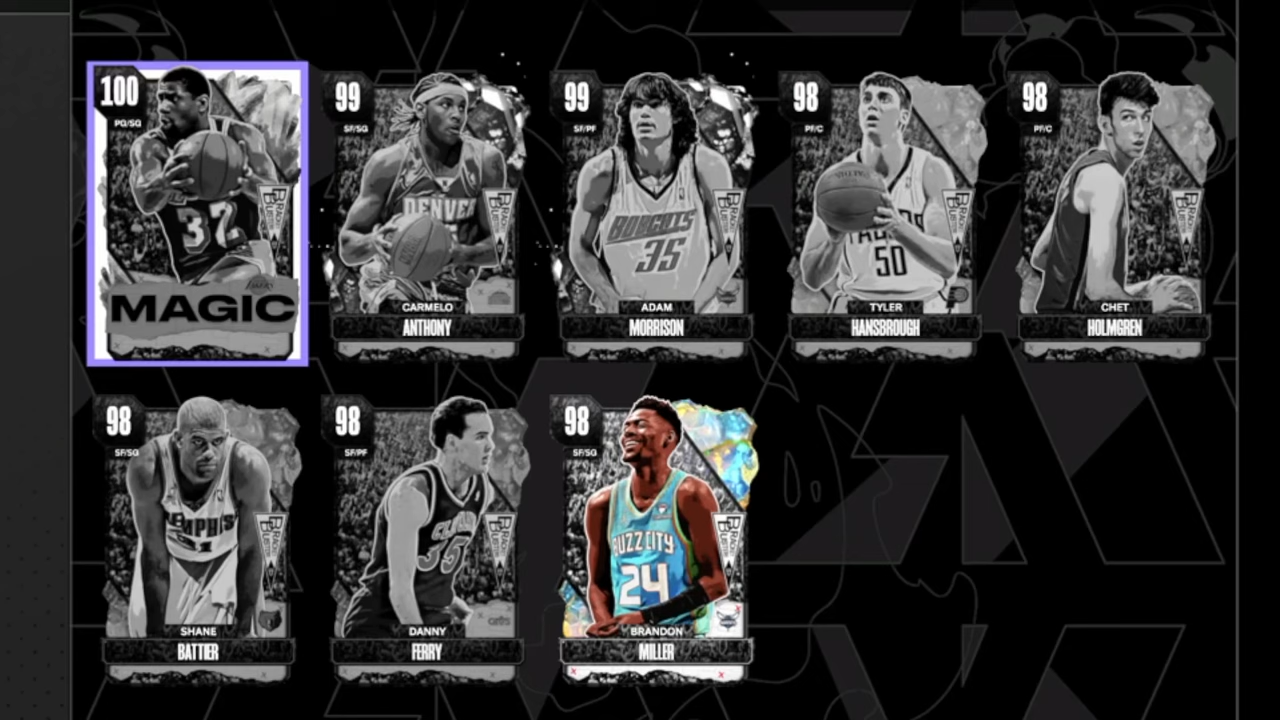 100
PG/SG
32
LAKERS
MAGIC
99
SF/SG
DENVER
CARMELO
ANTHONY
99
SF/PF
BOBCATS
35
ADAM
MORRISON
98
PF/C
50
TYLER
HANSBROUGH
98
PF/C
CHET
HOLMGREN
98
SF/SG
MEMPHIS
31
SHANE
BATTIER
98
SF/PF
35
DANNY
FERRY
98
SF/SG
BUZZ CITY
24
BRANDON
MILLER